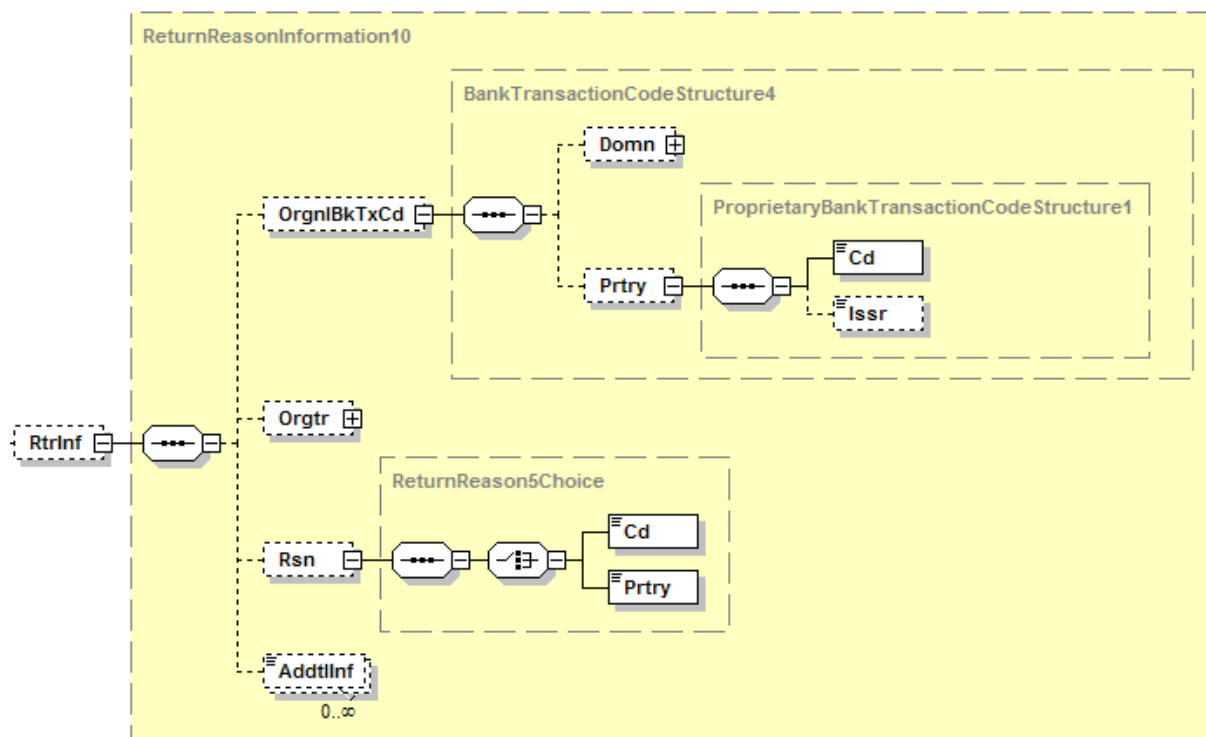 ReturnReasonInformation10
BankTransactionCodeStructure4
Domn
OrgnlBkTxCd
ProprietaryBankTransactionCodeStructure1
Cd
Prtry
Issr
Orgtr
RtrInf
ReturnReason5Choice
Cd
Rsn
Prtry
AddtlInf
0..∞